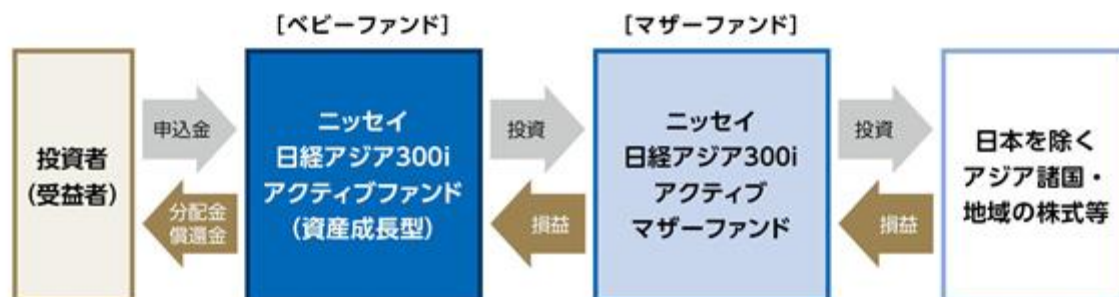 [ベビーファンド]
[マザーファンド]
投資者
(受益者)
申込金
分配金
償還金
ニッセイ
日経アジア300i
アクティブファンド
(資産成長型)
投資
損益
ニッセイ
日経アジア300i
アクティブ
マザーファンド
投資
損益
日本を除く
アジア諸国・
地域の株式等